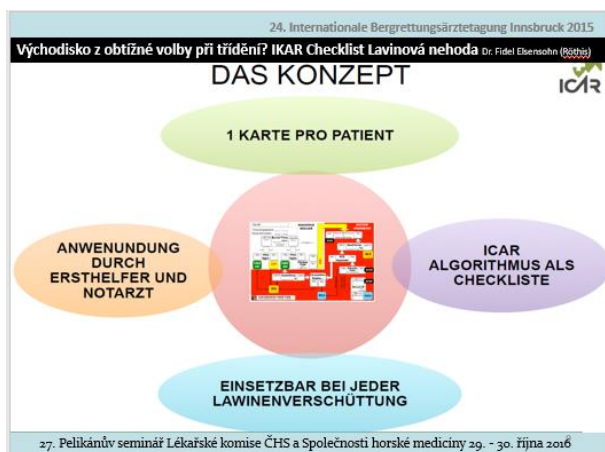 24. Internationale Bergrettungsärztetagung Innsbruck 2015
Východisko z obtížné volby při třídění? IKAR Checklist Lavinová nehoda Dr. Fidel Elsensohn (Röthis)
DAS KONZEPT
ICAR
1 KARTE PRO PATIENT
ANWENUNDUNG
DURCH
ERSTHELFER UND
NOTARZT
ICAR
ALGORITHMUS ALS
CHECKLISTE
EINSETZBAR BEI JEDER
LAWINENVERSCHÜTTUNG
27. Pelikánův seminář Lékařské komise ČHS a Společnosti horské medicíny 29. - 30. října 2016